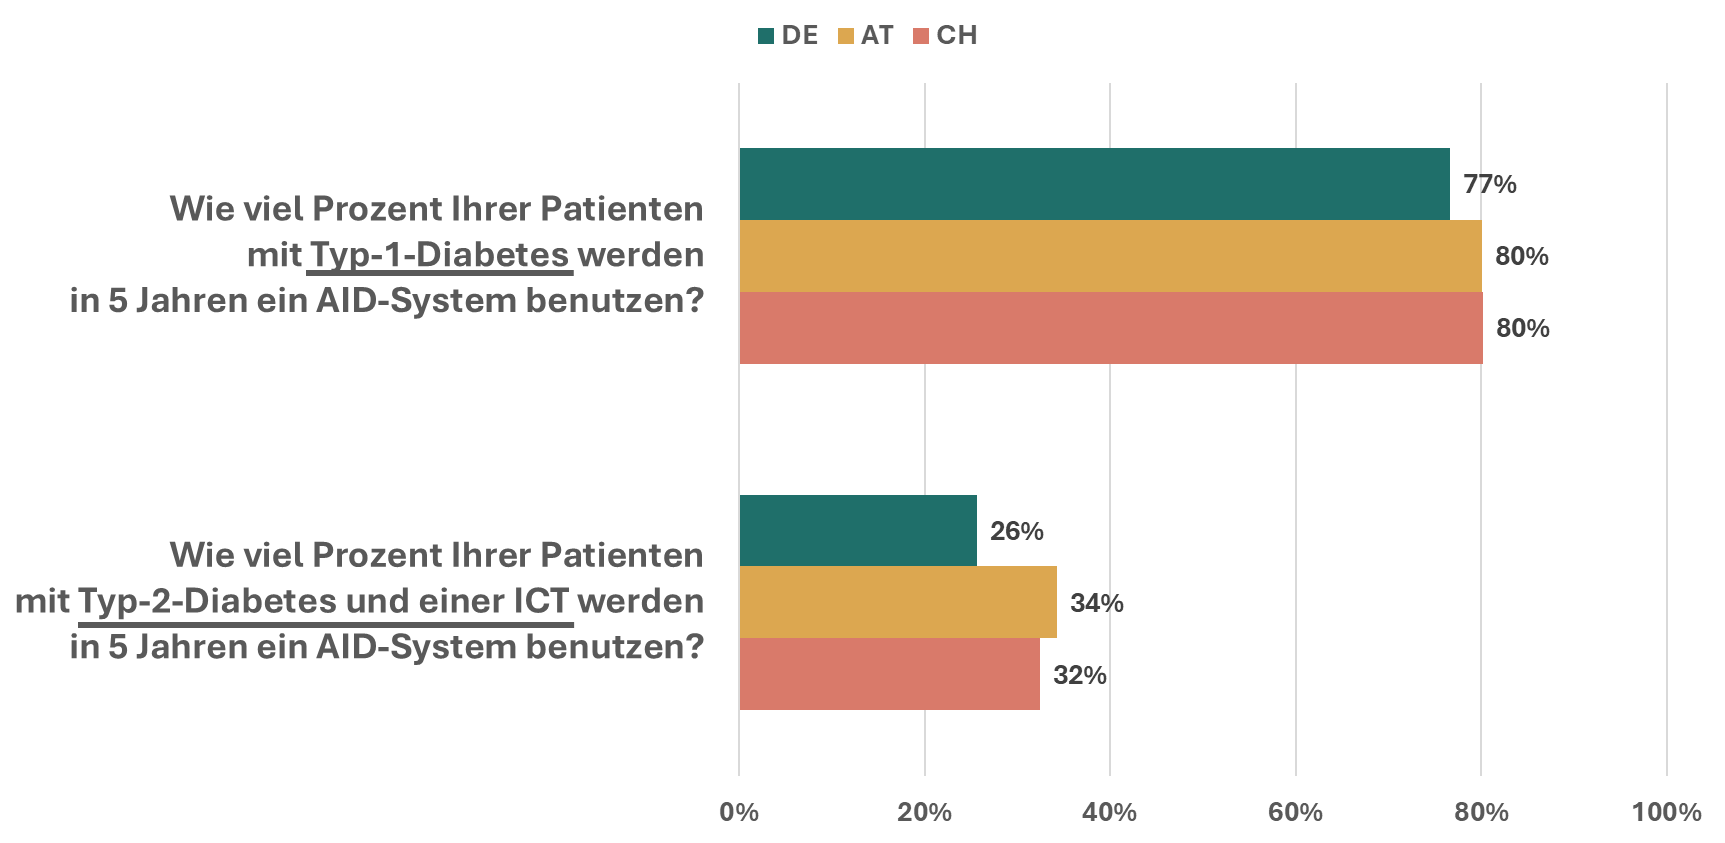 DE AT CH
Wie viel Prozent Ihrer Patienten
mit Typ-1-Diabetes werden
in 5 Jahren ein AID-System benutzen?
77%
80%
80%
Wie viel Prozent Ihrer Patienten
mit Typ-2-Diabetes und einer ICT werden
in 5 Jahren ein AID-System benutzen?
26%
34%
32%
0% 20% 40% 60% 80% 100%